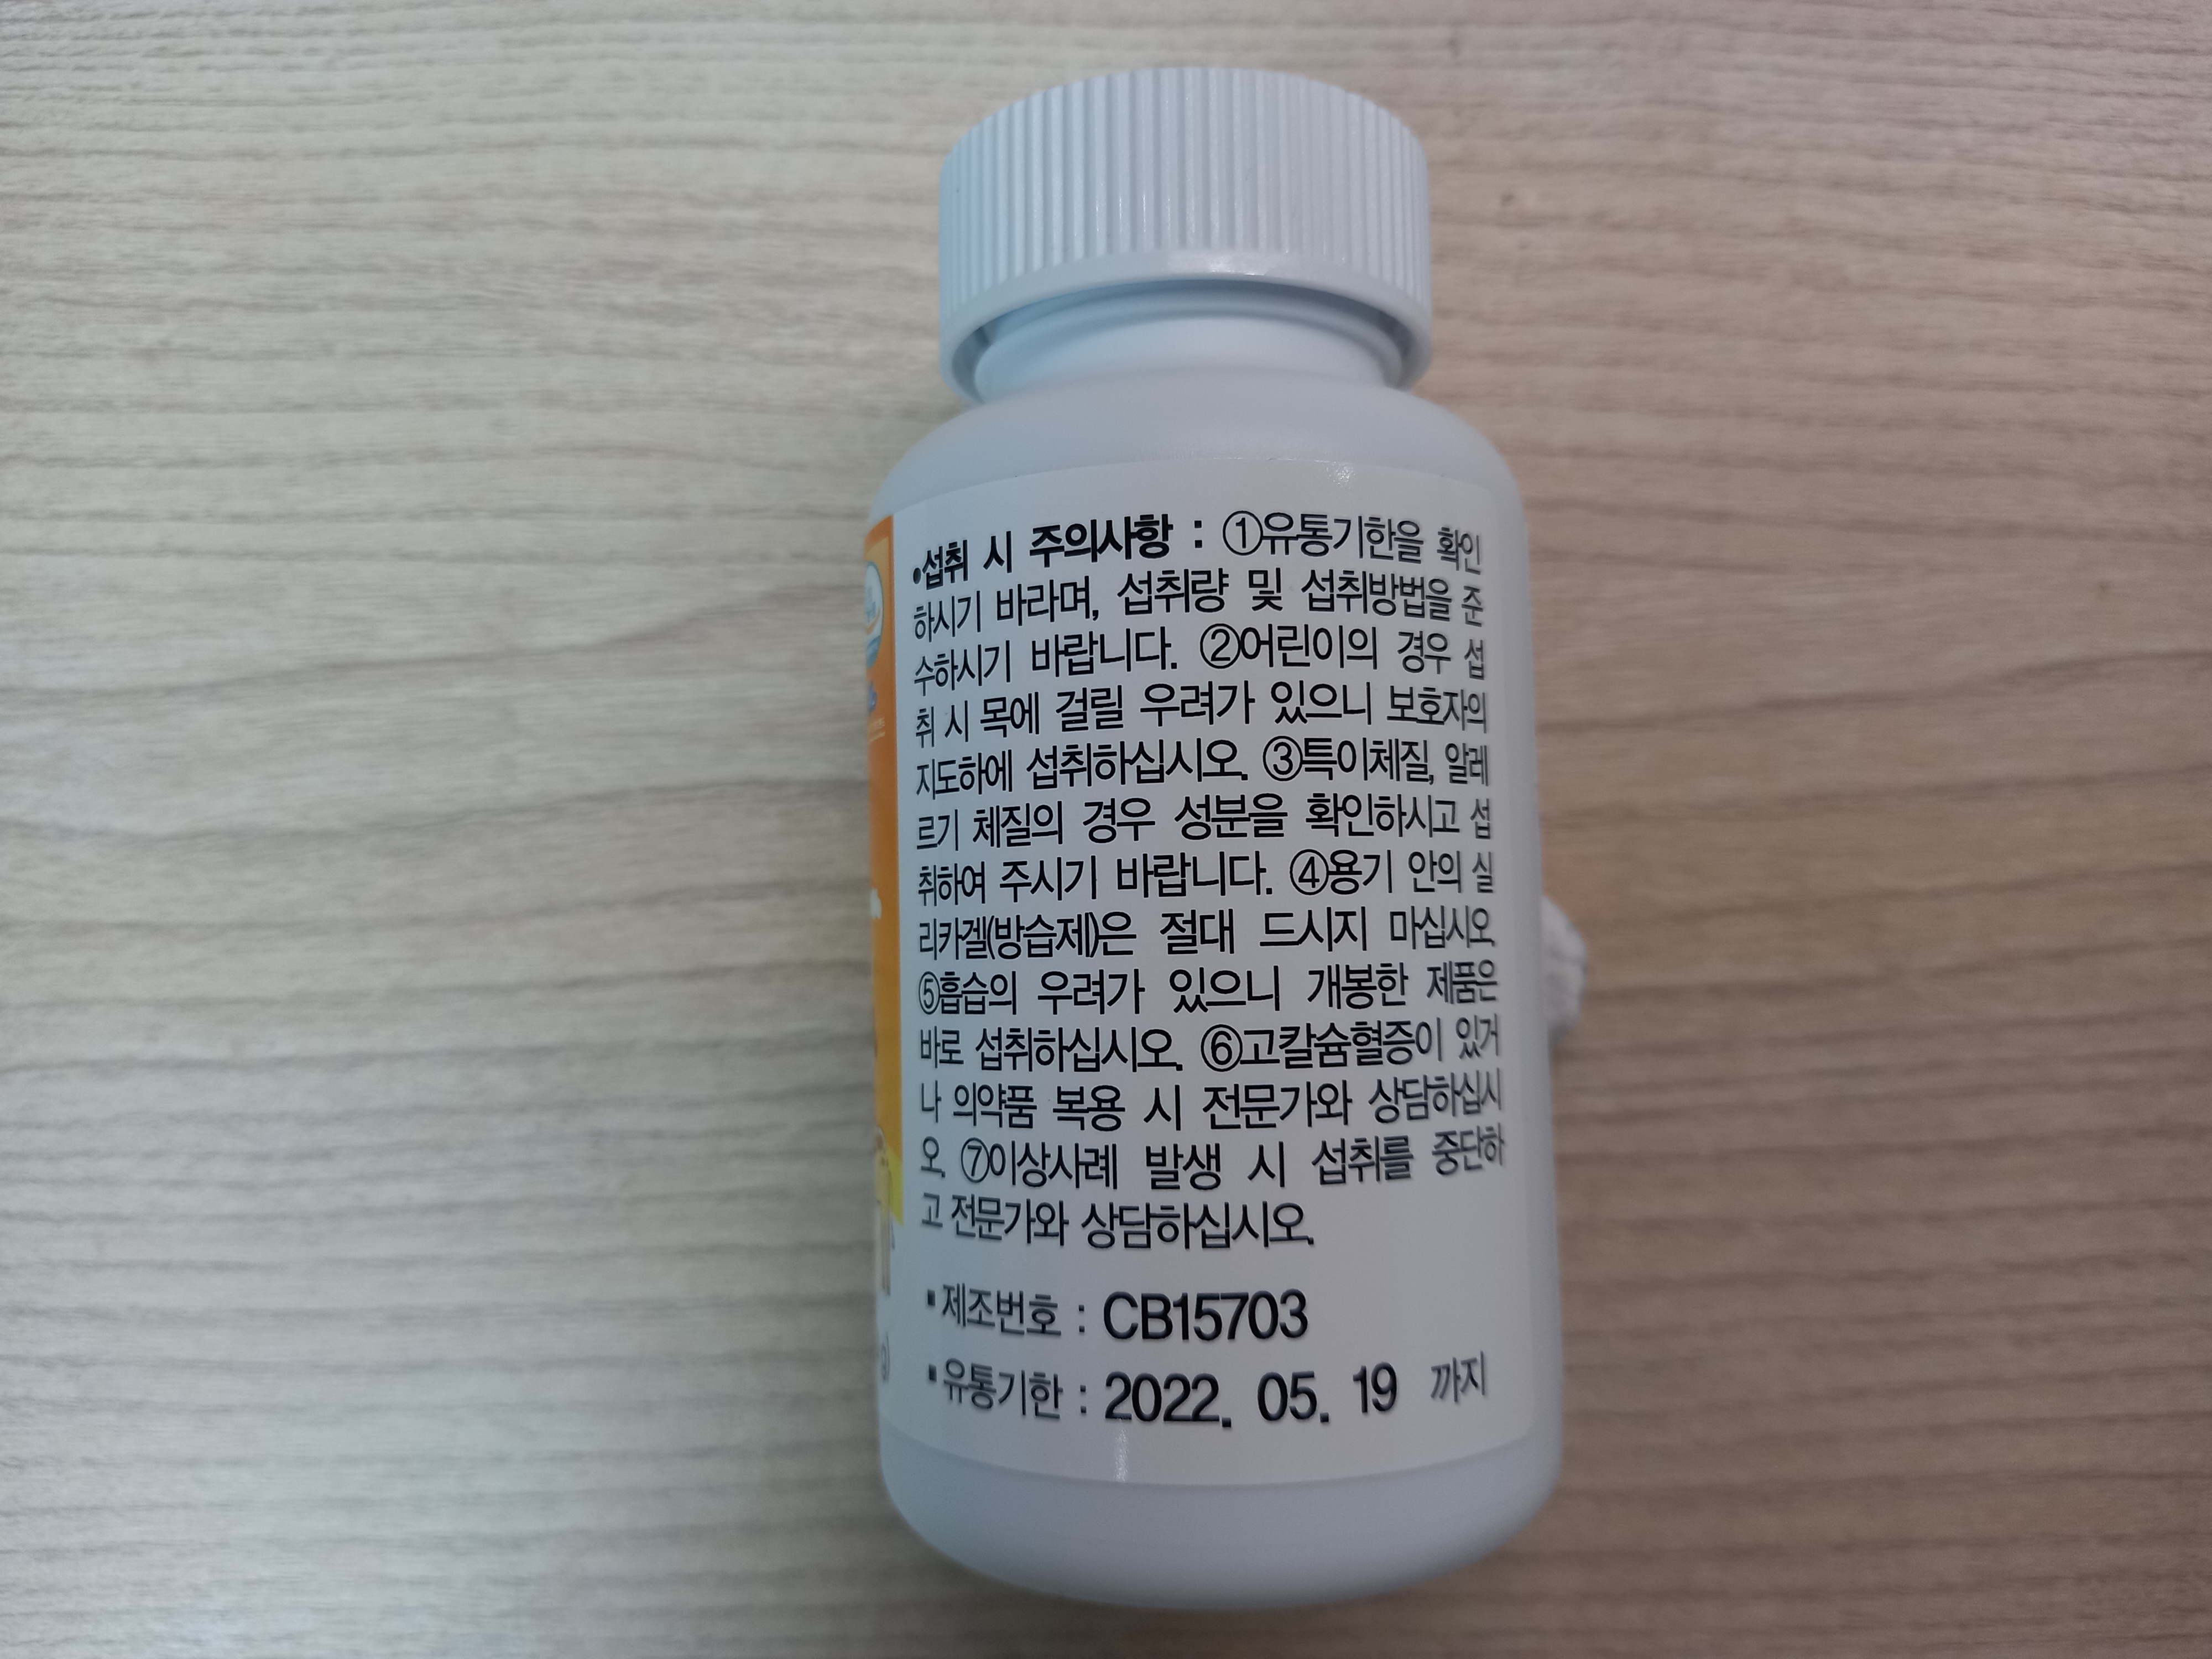 •섭취 시 주의사항 : ①유통기한을 확인
하시기 바라며, 섭취량 및 섭취방법을 준
수하시기 바랍니다. ②어린이의 경우 섭
취 시 목에 걸릴 우려가 있으니 보호자의
지도하에 섭취하십시오. ③특이체질, 알레
르기 체질의 경우 성분을 확인하시고 섭
취하여 주시기 바랍니다. ④용기 안의 실
리카겔(방습제)은 절대 드시지 마십시오.
⑤흡습의 우려가 있으니 개봉한 제품은
바로 섭취하십시오. ⑥고칼슘혈증이 있거
나 의약품 복용 시 전문가와 상담하십시
오. ⑦이상사례 발생 시 섭취를 중단하
고 전문가와 상담하십시오.
▪제조번호 : CB15703
▪유통기한 : 2022. 05. 19 까지